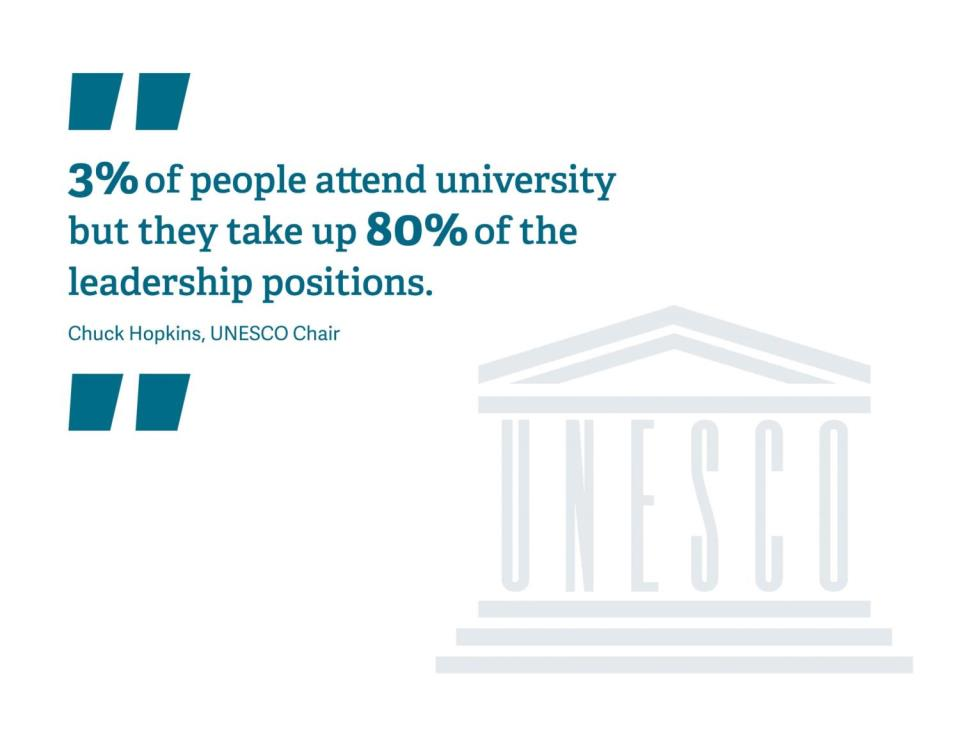 3% of people attend university
but they take up 80% of the
leadership positions.
Chuck Hopkins, UNESCO Chair
UNESCO